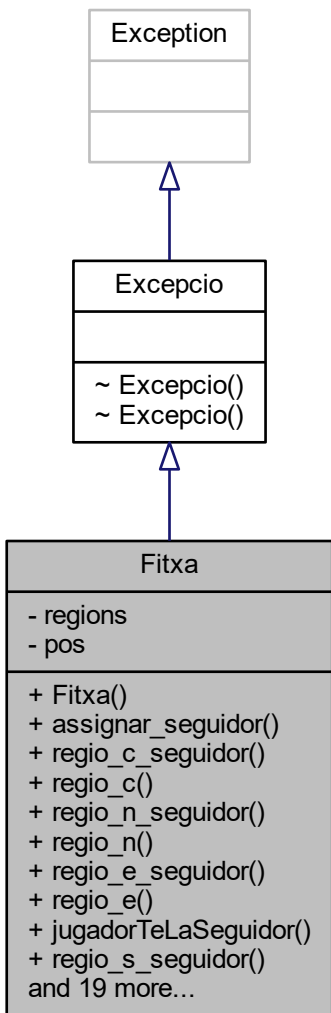 Exception
Excepcio
~ Excepcio()
~ Excepcio()
Fitxa
- regions
- pos
+ Fitxa()
+ assignar_seguidor()
+ regio_c_seguidor()
+ regio_c()
+ regio_n_seguidor()
+ regio_n()
+ regio_e_seguidor()
+ regio_e()
+ jugadorTeLaSeguidor()
+ regio_s_seguidor()
and 19 more...